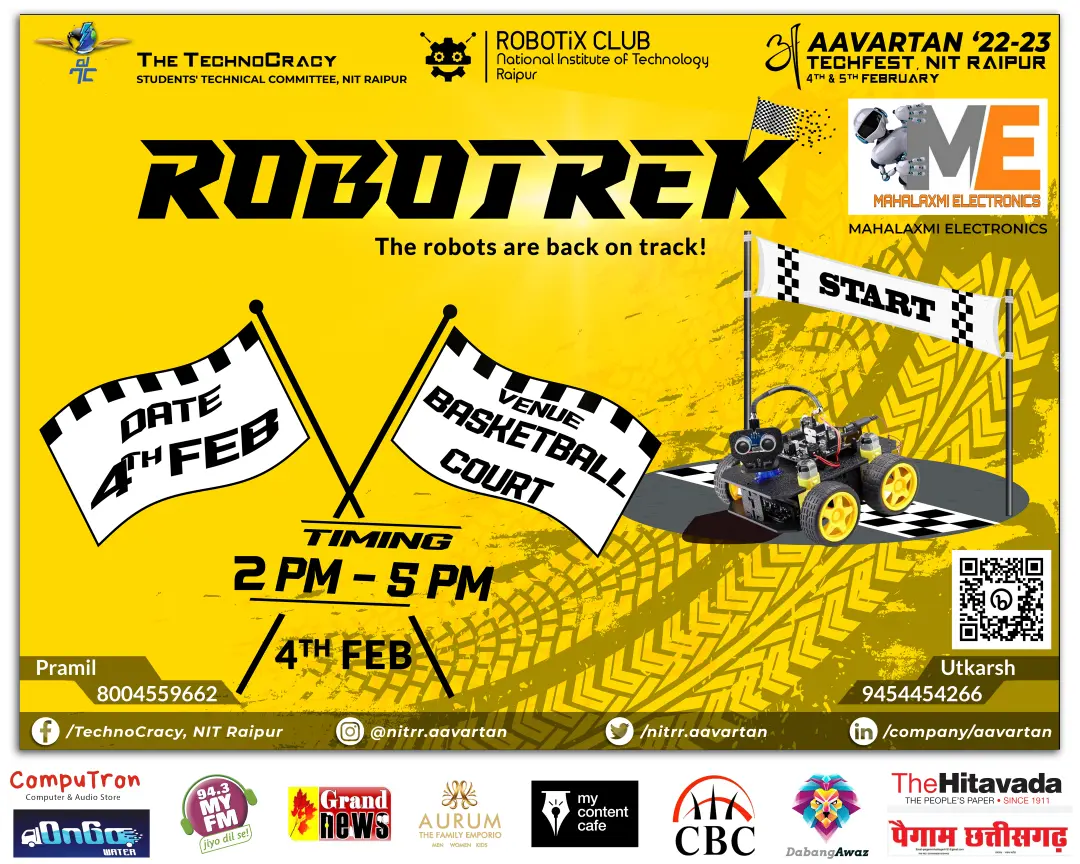 THE TECHNOCRACY
STUDENTS' TECHNICAL COMMITTEE, NIT RAIPUR
ROBOTiX CLUB
National Institute of Technology
Raipur
AAVARTAN ‘22-23
TECHFEST, NIT RAIPUR
4TH & 5TH FEBRUARY
ME
MAHALAXMI ELECTRONICS
MAHALAXMI ELECTRONICS
ROBOTREK
The robots are back on track!
START
DATE
4TH FEB
VENUE
BASKETBALL
COURT
TIMING
2 PM – 5 PM
4TH FEB
Pramil
8004559662
Utkarsh
9454454266
/TechnoCracy, NIT Raipur
@nitrr.aavartan
/nitrr.aavartan
/company/aavartan
CompuTron
Computer & Audio Store
OnGo
WATER
94.3
MY
FM
jiyo dil se!
Grand
news
AURUM
THE FAMILY EMPORIO
MEN WOMEN KIDS
my
content
cafe
CBC
DabangAwaz
TheHitavada
THE PEOPLE'S PAPER • SINCE 1911
पैगाम छत्तीसगढ़